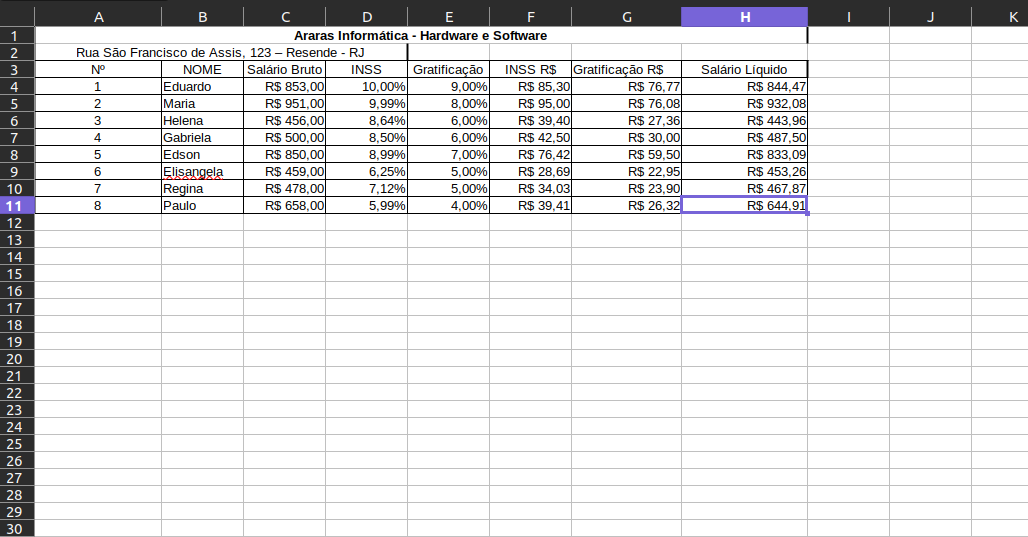 A B C D E F G H I J K
1 Araras Informática - Hardware e Software
2 Rua São Francisco de Assis, 123 – Resende - RJ
3 Nº NOME Salário Bruto INSS Gratificação INSS R$ Gratificação R$ Salário Líquido
4 1 Eduardo R$ 853,00 10,00% 9,00% R$ 85,30 R$ 76,77 R$ 844,47
5 2 Maria R$ 951,00 9,99% 8,00% R$ 95,00 R$ 76,08 R$ 932,08
6 3 Helena R$ 456,00 8,64% 6,00% R$ 39,40 R$ 27,36 R$ 443,96
7 4 Gabriela R$ 500,00 8,50% 6,00% R$ 42,50 R$ 30,00 R$ 487,50
8 5 Edson R$ 850,00 8,99% 7,00% R$ 76,42 R$ 59,50 R$ 833,09
9 6 Elisangela R$ 459,00 6,25% 5,00% R$ 28,69 R$ 22,95 R$ 453,26
10 7 Regina R$ 478,00 7,12% 5,00% R$ 34,03 R$ 23,90 R$ 467,87
11 8 Paulo R$ 658,00 5,99% 4,00% R$ 39,41 R$ 26,32 R$ 644,91
12
13
14
15
16
17
18
19
20
21
22
23
24
25
26
27
28
29
30